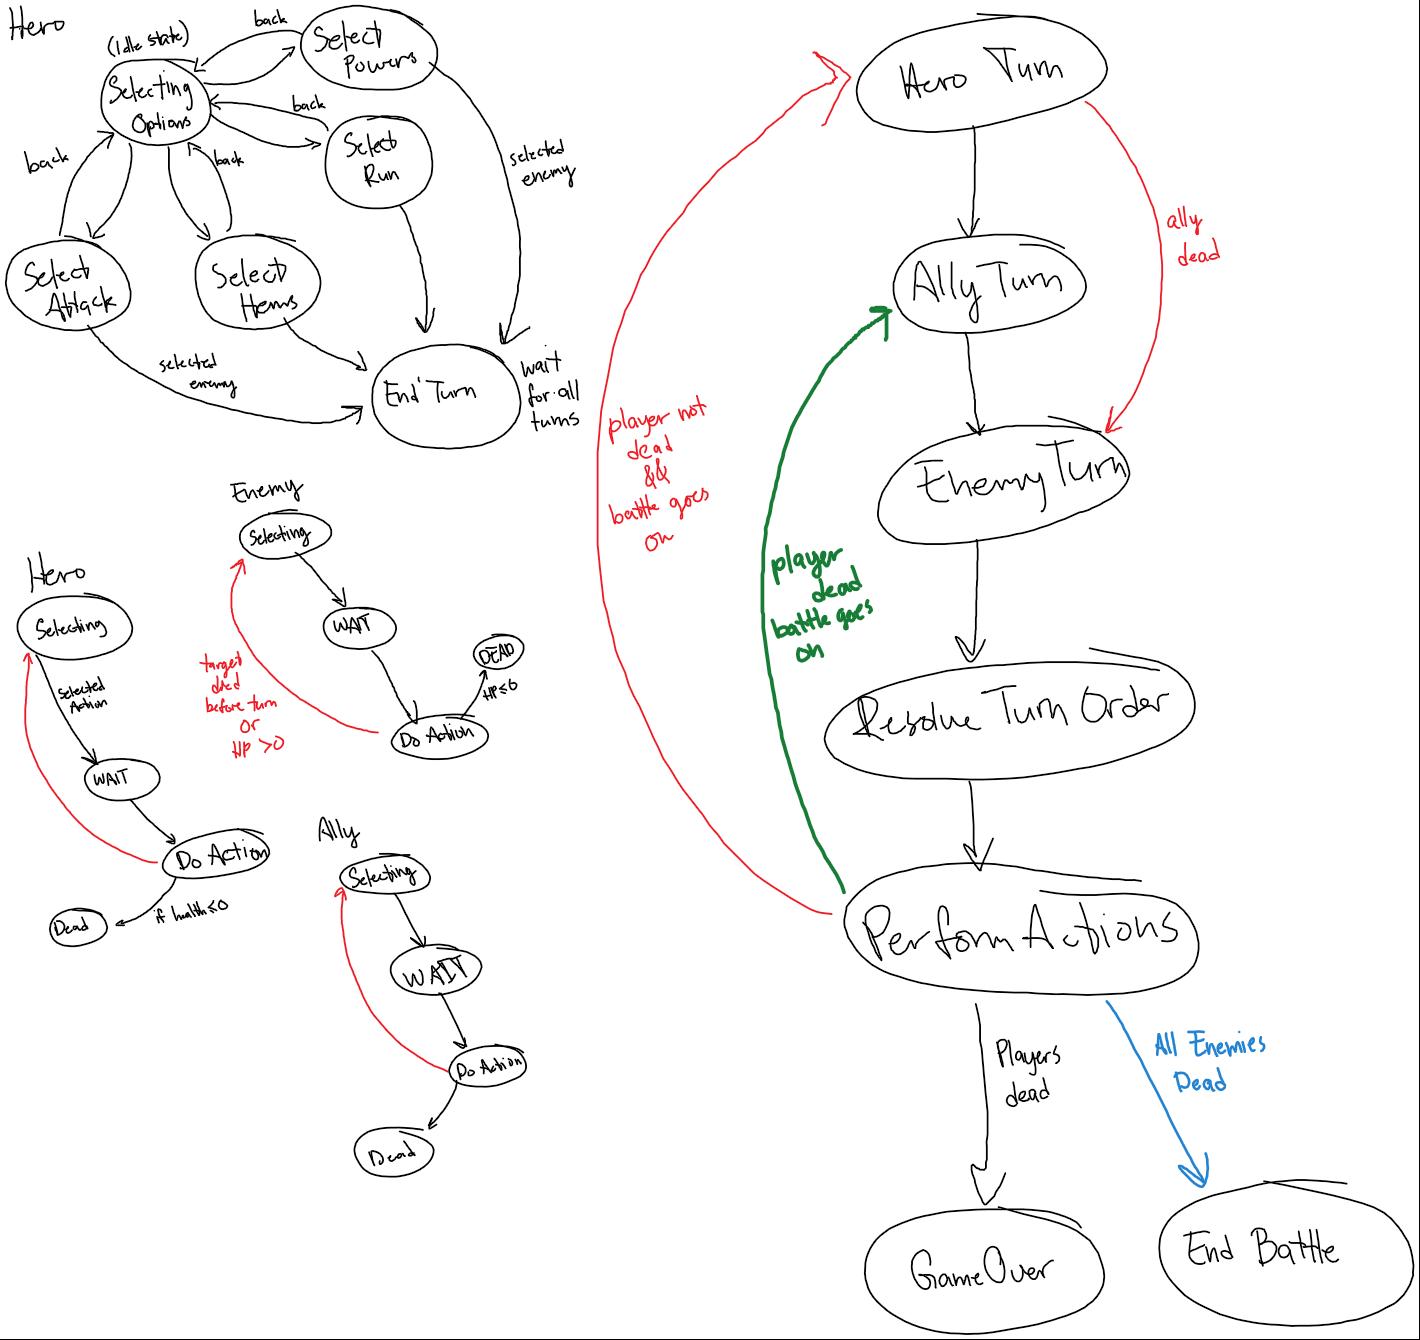 Hero
(Idle state)
Selecting
Options
back
Select
Powers
back
Select
Run
back
back
Select
Attack
Select
Items
selected
enemy
selected
enemy
End Turn
wait
for all
turns
Hero
Selecting
Selected
Action
WAIT
Do Action
if health ≤ 0
Dead
Enemy
Selecting
WAIT
DEAD
HP ≤ 0
Do Action
target
died
before turn
or
HP > 0
Ally
Selecting
WAIT
Do Action
Dead
Hero Turn
ally
dead
Ally Turn
Enemy Turn
player not
dead
&&
battle goes
on
player
dead
battle goes
on
Resolve Turn Order
Perform Actions
Players
dead
All Enemies
Dead
GameOver
End Battle